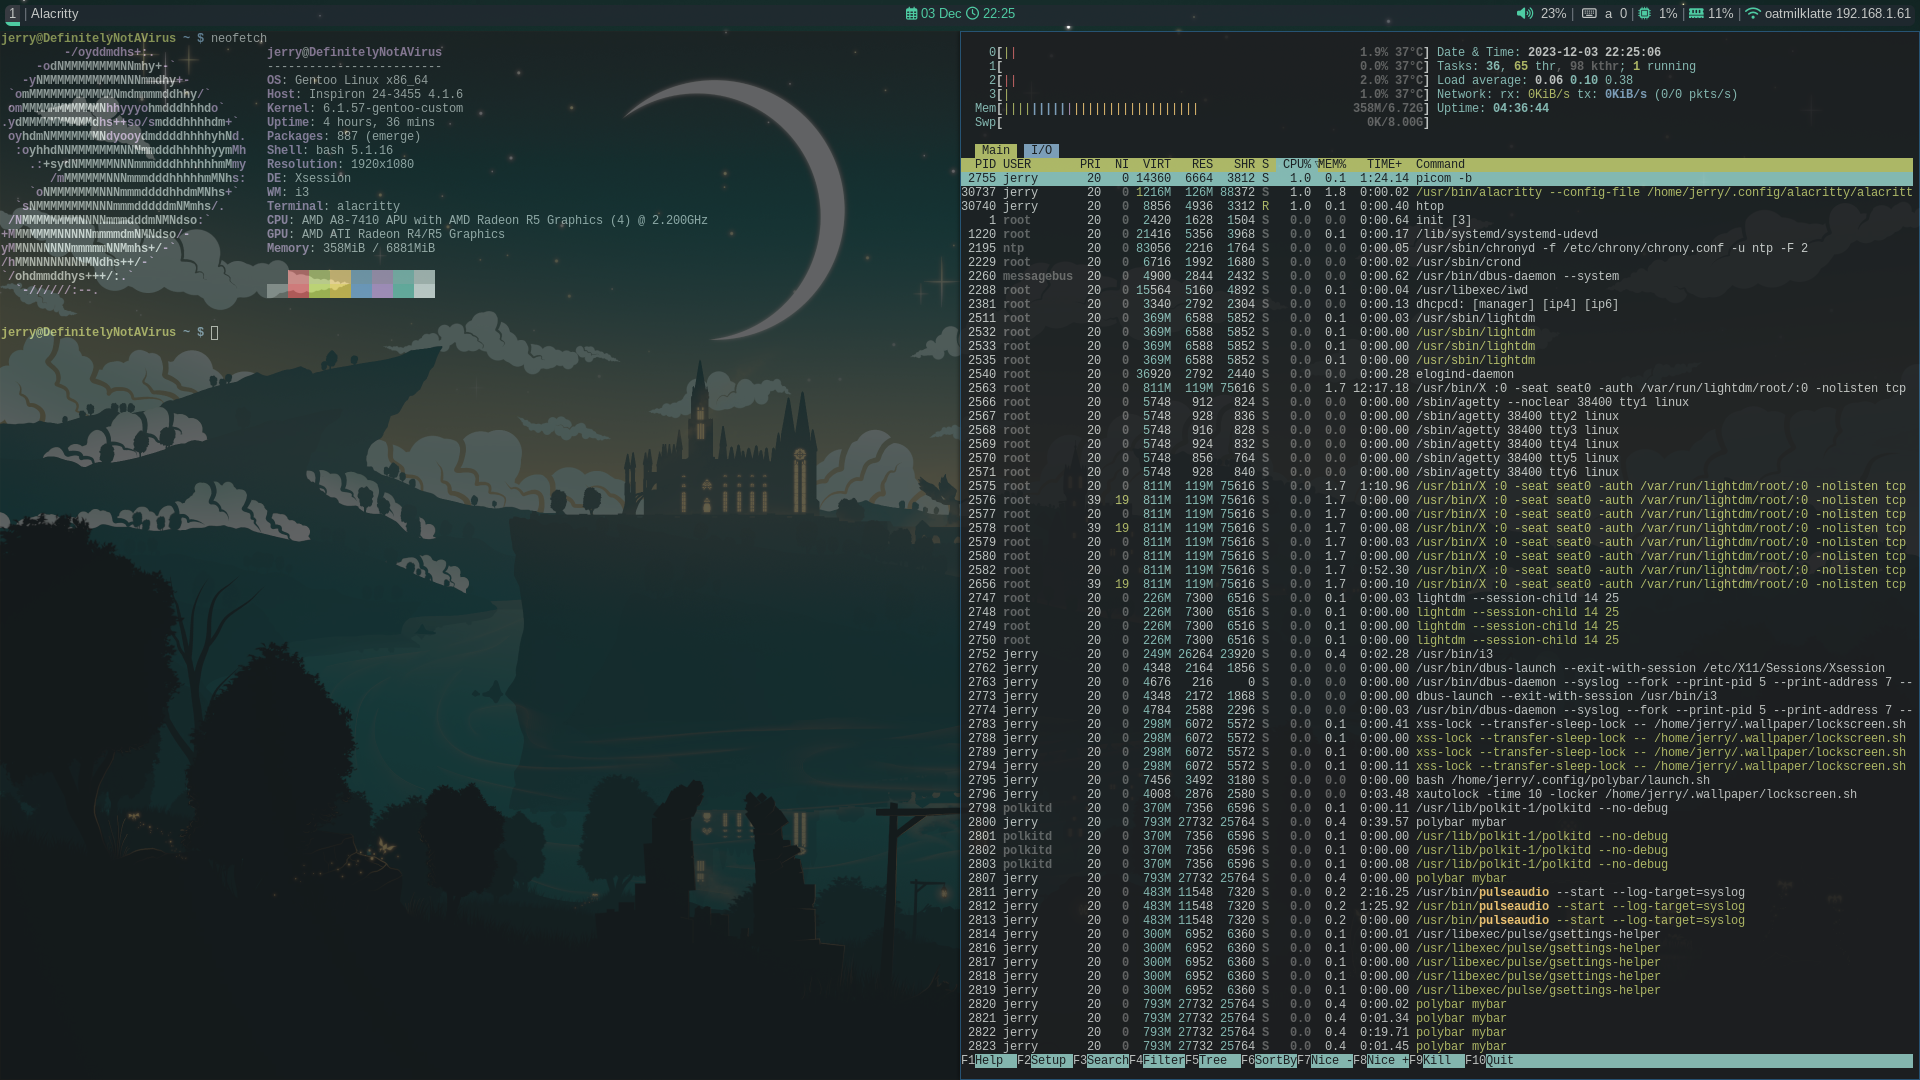 1 | Alacritty
03 Dec 22:25
23% | a 0 | 1% | 11% | oatmilklatte 192.168.1.61
jerry@DefinitelyNotAVirus ~ $ neofetch
jerry@DefinitelyNotAVirus
-------------------------
OS: Gentoo Linux x86_64
Host: Inspiron 24-3455 4.1.6
Kernel: 6.1.57-gentoo-custom
Uptime: 4 hours, 36 mins
Packages: 887 (emerge)
Shell: bash 5.1.16
Resolution: 1920x1080
DE: Xsession
WM: i3
Terminal: alacritty
CPU: AMD A8-7410 APU with AMD Radeon R5 Graphics (4) @ 2.200GHz
GPU: AMD ATI Radeon R4/R5 Graphics
Memory: 358MiB / 6881MiB
jerry@DefinitelyNotAVirus ~ $
0[|| 1.9% 37°C] Date & Time: 2023-12-03 22:25:06
1[ 0.0% 37°C] Tasks: 36, 65 thr, 98 kthr; 1 running
2[|| 2.0% 37°C] Load average: 0.06 0.10 0.38
3[| 1.0% 37°C] Network: rx: 0KiB/s tx: 0KiB/s (0/0 pkts/s)
Mem[|||||||||||||||||||||||||||| 358M/6.72G] Uptime: 04:36:44
Swp[ 0K/8.00G]
Main I/O
PID USER PRI NI VIRT RES SHR S CPU%▽MEM% TIME+ Command
2755 jerry 20 0 14360 6664 3812 S 1.0 0.1 1:24.14 picom -b
30737 jerry 20 0 1216M 126M 88372 S 1.0 1.8 0:00.02 /usr/bin/alacritty --config-file /home/jerry/.config/alacritty/alacritt
30740 jerry 20 0 8856 4936 3312 R 1.0 0.1 0:00.40 htop
1 root 20 0 2420 1628 1504 S 0.0 0.0 0:00.64 init [3]
1220 root 20 0 21416 5356 3968 S 0.0 0.1 0:00.17 /lib/systemd/systemd-udevd
2195 ntp 20 0 83056 2216 1764 S 0.0 0.0 0:00.05 /usr/sbin/chronyd -f /etc/chrony/chrony.conf -u ntp -F 2
2229 root 20 0 6716 1992 1680 S 0.0 0.0 0:00.02 /usr/sbin/crond
2260 messagebus 20 0 4900 2844 2432 S 0.0 0.0 0:00.62 /usr/bin/dbus-daemon --system
2288 root 20 0 15564 5160 4892 S 0.0 0.1 0:00.04 /usr/libexec/iwd
2381 root 20 0 3340 2792 2304 S 0.0 0.0 0:00.13 dhcpcd: [manager] [ip4] [ip6]
2511 root 20 0 369M 6588 5852 S 0.0 0.1 0:00.03 /usr/sbin/lightdm
2532 root 20 0 369M 6588 5852 S 0.0 0.1 0:00.00 /usr/sbin/lightdm
2533 root 20 0 369M 6588 5852 S 0.0 0.1 0:00.00 /usr/sbin/lightdm
2535 root 20 0 369M 6588 5852 S 0.0 0.1 0:00.00 /usr/sbin/lightdm
2540 root 20 0 36920 2792 2440 S 0.0 0.0 0:00.28 elogind-daemon
2563 root 20 0 811M 119M 75616 S 0.0 1.7 12:17.18 /usr/bin/X :0 -seat seat0 -auth /var/run/lightdm/root/:0 -nolisten tcp
2566 root 20 0 5748 912 824 S 0.0 0.0 0:00.00 /sbin/agetty --noclear 38400 tty1 linux
2567 root 20 0 5748 928 836 S 0.0 0.0 0:00.00 /sbin/agetty 38400 tty2 linux
2568 root 20 0 5748 916 828 S 0.0 0.0 0:00.00 /sbin/agetty 38400 tty3 linux
2569 root 20 0 5748 924 832 S 0.0 0.0 0:00.00 /sbin/agetty 38400 tty4 linux
2570 root 20 0 5748 856 764 S 0.0 0.0 0:00.00 /sbin/agetty 38400 tty5 linux
2571 root 20 0 5748 928 840 S 0.0 0.0 0:00.00 /sbin/agetty 38400 tty6 linux
2575 root 20 0 811M 119M 75616 S 0.0 1.7 1:10.96 /usr/bin/X :0 -seat seat0 -auth /var/run/lightdm/root/:0 -nolisten tcp
2576 root 39 19 811M 119M 75616 S 0.0 1.7 0:00.00 /usr/bin/X :0 -seat seat0 -auth /var/run/lightdm/root/:0 -nolisten tcp
2577 root 20 0 811M 119M 75616 S 0.0 1.7 0:00.00 /usr/bin/X :0 -seat seat0 -auth /var/run/lightdm/root/:0 -nolisten tcp
2578 root 39 19 811M 119M 75616 S 0.0 1.7 0:00.08 /usr/bin/X :0 -seat seat0 -auth /var/run/lightdm/root/:0 -nolisten tcp
2579 root 20 0 811M 119M 75616 S 0.0 1.7 0:00.03 /usr/bin/X :0 -seat seat0 -auth /var/run/lightdm/root/:0 -nolisten tcp
2580 root 20 0 811M 119M 75616 S 0.0 1.7 0:00.00 /usr/bin/X :0 -seat seat0 -auth /var/run/lightdm/root/:0 -nolisten tcp
2582 root 20 0 811M 119M 75616 S 0.0 1.7 0:52.30 /usr/bin/X :0 -seat seat0 -auth /var/run/lightdm/root/:0 -nolisten tcp
2656 root 39 19 811M 119M 75616 S 0.0 1.7 0:00.10 /usr/bin/X :0 -seat seat0 -auth /var/run/lightdm/root/:0 -nolisten tcp
2747 root 20 0 226M 7300 6516 S 0.0 0.1 0:00.03 lightdm --session-child 14 25
2748 root 20 0 226M 7300 6516 S 0.0 0.1 0:00.00 lightdm --session-child 14 25
2749 root 20 0 226M 7300 6516 S 0.0 0.1 0:00.00 lightdm --session-child 14 25
2750 root 20 0 226M 7300 6516 S 0.0 0.1 0:00.00 lightdm --session-child 14 25
2752 jerry 20 0 249M 26264 23920 S 0.0 0.4 0:02.28 /usr/bin/i3
2762 jerry 20 0 4348 2164 1856 S 0.0 0.0 0:00.00 /usr/bin/dbus-launch --exit-with-session /etc/X11/Sessions/Xsession
2763 jerry 20 0 4676 216 0 S 0.0 0.0 0:00.00 /usr/bin/dbus-daemon --syslog --fork --print-pid 5 --print-address 7 --
2773 jerry 20 0 4348 2172 1868 S 0.0 0.0 0:00.00 dbus-launch --exit-with-session /usr/bin/i3
2774 jerry 20 0 4784 2588 2296 S 0.0 0.0 0:00.03 /usr/bin/dbus-daemon --syslog --fork --print-pid 5 --print-address 7 --
2783 jerry 20 0 298M 6072 5572 S 0.0 0.1 0:00.41 xss-lock --transfer-sleep-lock -- /home/jerry/.wallpaper/lockscreen.sh
2788 jerry 20 0 298M 6072 5572 S 0.0 0.1 0:00.00 xss-lock --transfer-sleep-lock -- /home/jerry/.wallpaper/lockscreen.sh
2789 jerry 20 0 298M 6072 5572 S 0.0 0.1 0:00.00 xss-lock --transfer-sleep-lock -- /home/jerry/.wallpaper/lockscreen.sh
2794 jerry 20 0 298M 6072 5572 S 0.0 0.1 0:00.11 xss-lock --transfer-sleep-lock -- /home/jerry/.wallpaper/lockscreen.sh
2795 jerry 20 0 7456 3492 3180 S 0.0 0.0 0:00.00 bash /home/jerry/.config/polybar/launch.sh
2796 jerry 20 0 4008 2876 2580 S 0.0 0.0 0:03.48 xautolock -time 10 -locker /home/jerry/.wallpaper/lockscreen.sh
2798 polkitd 20 0 370M 7356 6596 S 0.0 0.1 0:00.11 /usr/lib/polkit-1/polkitd --no-debug
2800 jerry 20 0 793M 27732 25764 S 0.0 0.4 0:39.57 polybar mybar
2801 polkitd 20 0 370M 7356 6596 S 0.0 0.1 0:00.00 /usr/lib/polkit-1/polkitd --no-debug
2802 polkitd 20 0 370M 7356 6596 S 0.0 0.1 0:00.00 /usr/lib/polkit-1/polkitd --no-debug
2803 polkitd 20 0 370M 7356 6596 S 0.0 0.1 0:00.08 /usr/lib/polkit-1/polkitd --no-debug
2807 jerry 20 0 793M 27732 25764 S 0.0 0.4 0:00.00 polybar mybar
2811 jerry 20 0 483M 11548 7320 S 0.0 0.2 2:16.25 /usr/bin/pulseaudio --start --log-target=syslog
2812 jerry 20 0 483M 11548 7320 S 0.0 0.2 1:25.92 /usr/bin/pulseaudio --start --log-target=syslog
2813 jerry 20 0 483M 11548 7320 S 0.0 0.2 0:00.00 /usr/bin/pulseaudio --start --log-target=syslog
2814 jerry 20 0 300M 6952 6360 S 0.0 0.1 0:00.01 /usr/libexec/pulse/gsettings-helper
2816 jerry 20 0 300M 6952 6360 S 0.0 0.1 0:00.00 /usr/libexec/pulse/gsettings-helper
2817 jerry 20 0 300M 6952 6360 S 0.0 0.1 0:00.00 /usr/libexec/pulse/gsettings-helper
2818 jerry 20 0 300M 6952 6360 S 0.0 0.1 0:00.00 /usr/libexec/pulse/gsettings-helper
2819 jerry 20 0 300M 6952 6360 S 0.0 0.1 0:00.00 /usr/libexec/pulse/gsettings-helper
2820 jerry 20 0 793M 27732 25764 S 0.0 0.4 0:00.02 polybar mybar
2821 jerry 20 0 793M 27732 25764 S 0.0 0.4 0:01.34 polybar mybar
2822 jerry 20 0 793M 27732 25764 S 0.0 0.4 0:19.71 polybar mybar
2823 jerry 20 0 793M 27732 25764 S 0.0 0.4 0:01.45 polybar mybar
F1Help F2Setup F3SearchF4FilterF5Tree F6SortByF7Nice -F8Nice +F9Kill F10Quit